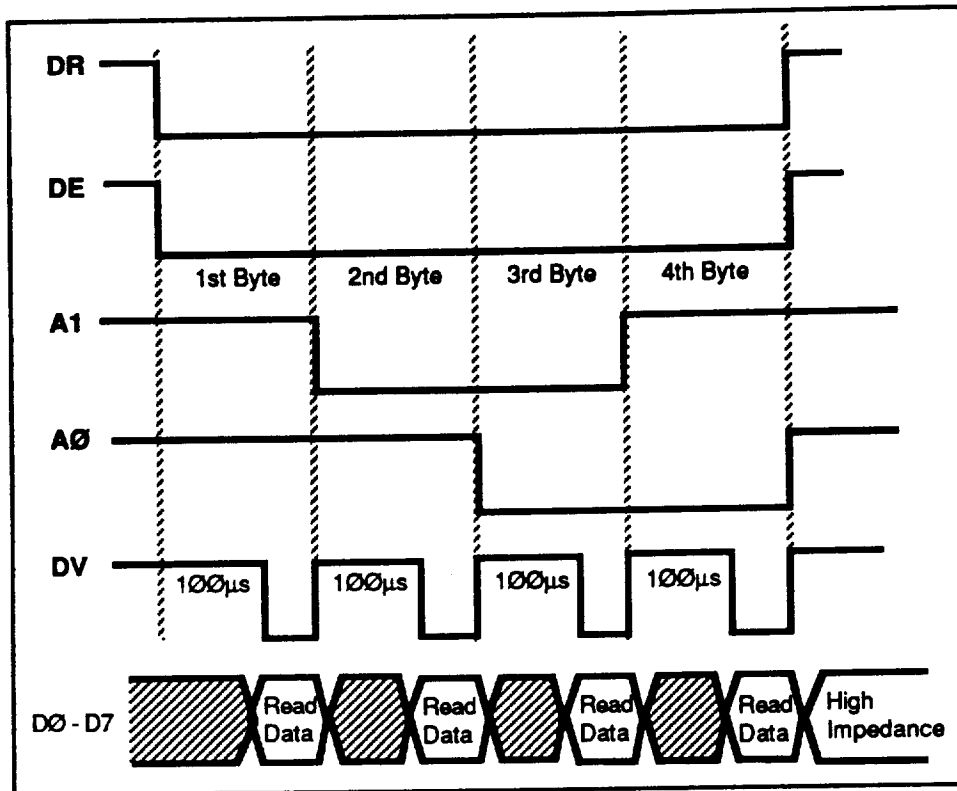 DR
DE
1st Byte 2nd Byte 3rd Byte 4th Byte
A1
AØ
DV
1ØØµs 1ØØµs 1ØØµs 1ØØµs
DØ - D7
Read Data
Read Data
Read Data
Read Data
High Impedance